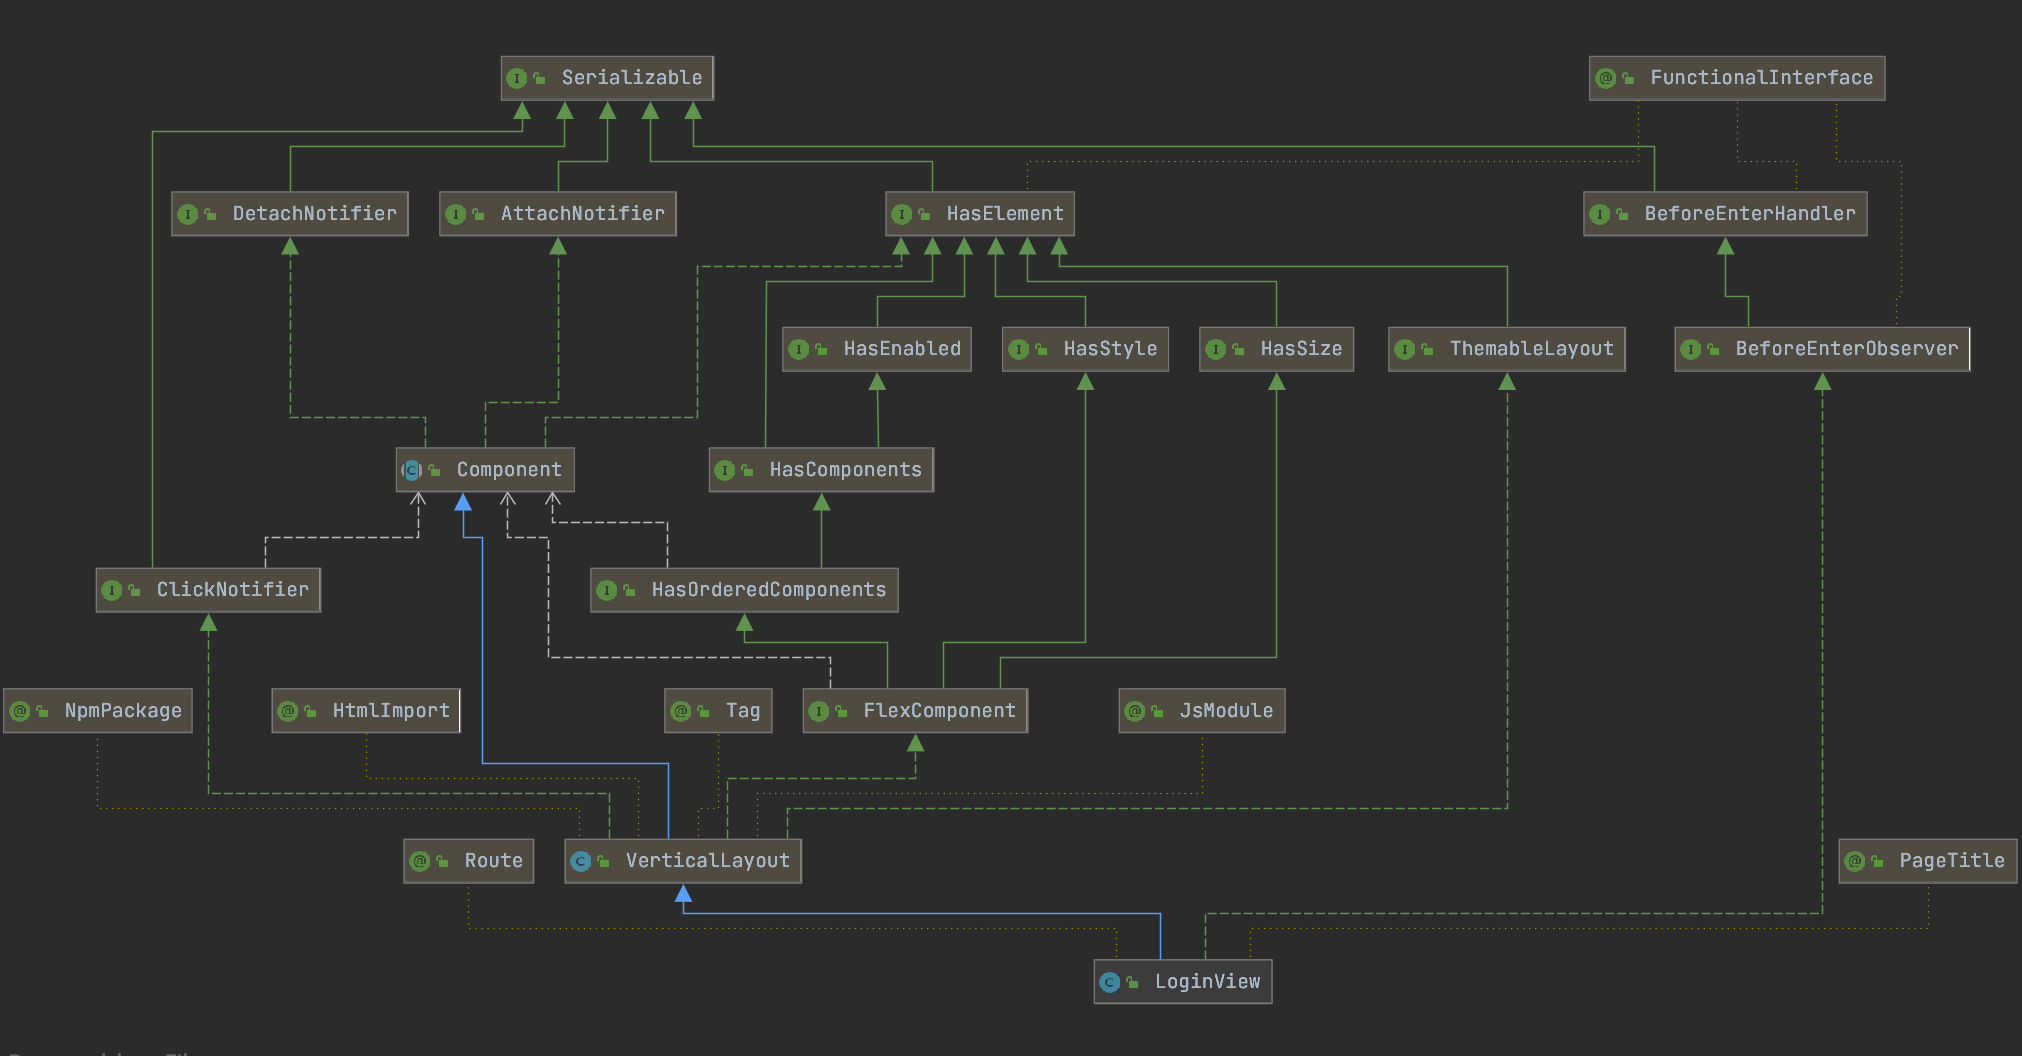 Serializable
FunctionalInterface
DetachNotifier
AttachNotifier
HasElement
BeforeEnterHandler
HasEnabled
HasStyle
HasSize
ThemableLayout
BeforeEnterObserver
Component
HasComponents
ClickNotifier
HasOrderedComponents
NpmPackage
HtmlImport
Tag
FlexComponent
JsModule
Route
VerticalLayout
PageTitle
LoginView